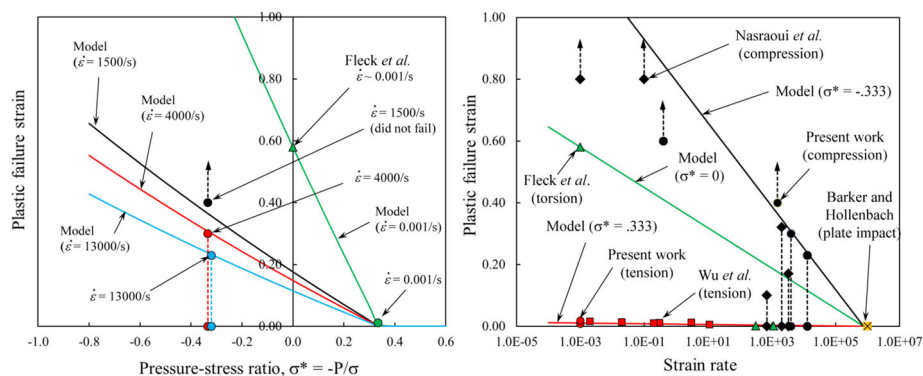 1.00
0.80
0.60
0.40
0.20
0.00
-1.0
-0.8
-0.6
-0.4
-0.2
0.0
0.2
0.4
0.6
Plastic failure strain
Pressure-stress ratio, σ* = -P/σ
Model
(ε̇ = 1500/s)
Model
(ε̇ = 4000/s)
Model
(ε̇ = 13000/s)
ε̇ = 13000/s
Fleck et al.
ε̇ ~ 0.001/s
ε̇ = 1500/s
(did not fail)
ε̇ = 4000/s
Model
(ε̇ = 0.001/s)
ε̇ = 0.001/s
1.00
0.80
0.60
0.40
0.20
0.00
1.0E-05
1.0E-03
1.0E-01
1.0E+01
1.0E+03
1.0E+05
1.0E+07
Plastic failure strain
Strain rate
Nasraoui et al.
(compression)
Model (σ* = -.333)
Present work
(compression)
Fleck et al.
(torsion)
Model
(σ* = 0)
Barker and
Hollenbach
(plate impact)
Model (σ* = .333)
Present work
(tension)
Wu et al.
(tension)